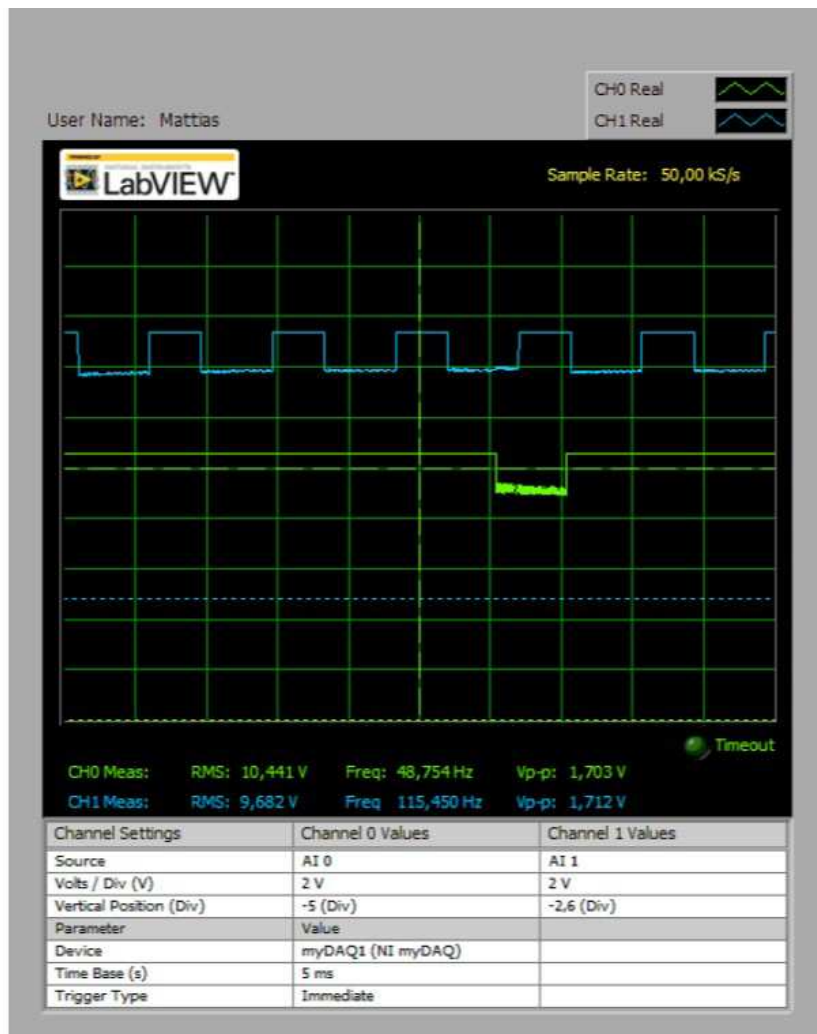 CH0 Real
User Name: Mattias
CH1 Real
LabVIEW™
Sample Rate: 50,00 kS/s
Timeout
CH0 Meas: RMS: 10,441 V Freq: 48,754 Hz Vp-p: 1,703 V
CH1 Meas: RMS: 9,682 V Freq 115,450 Hz Vp-p: 1,712 V
Channel Settings Channel 0 Values Channel 1 Values
Source AI 0 AI 1
Volts / Div (V) 2 V 2 V
Vertical Position (Div) -5 (Div) -2,6 (Div)
Parameter Value
Device myDAQ1 (NI myDAQ)
Time Base (s) 5 ms
Trigger Type Immediate